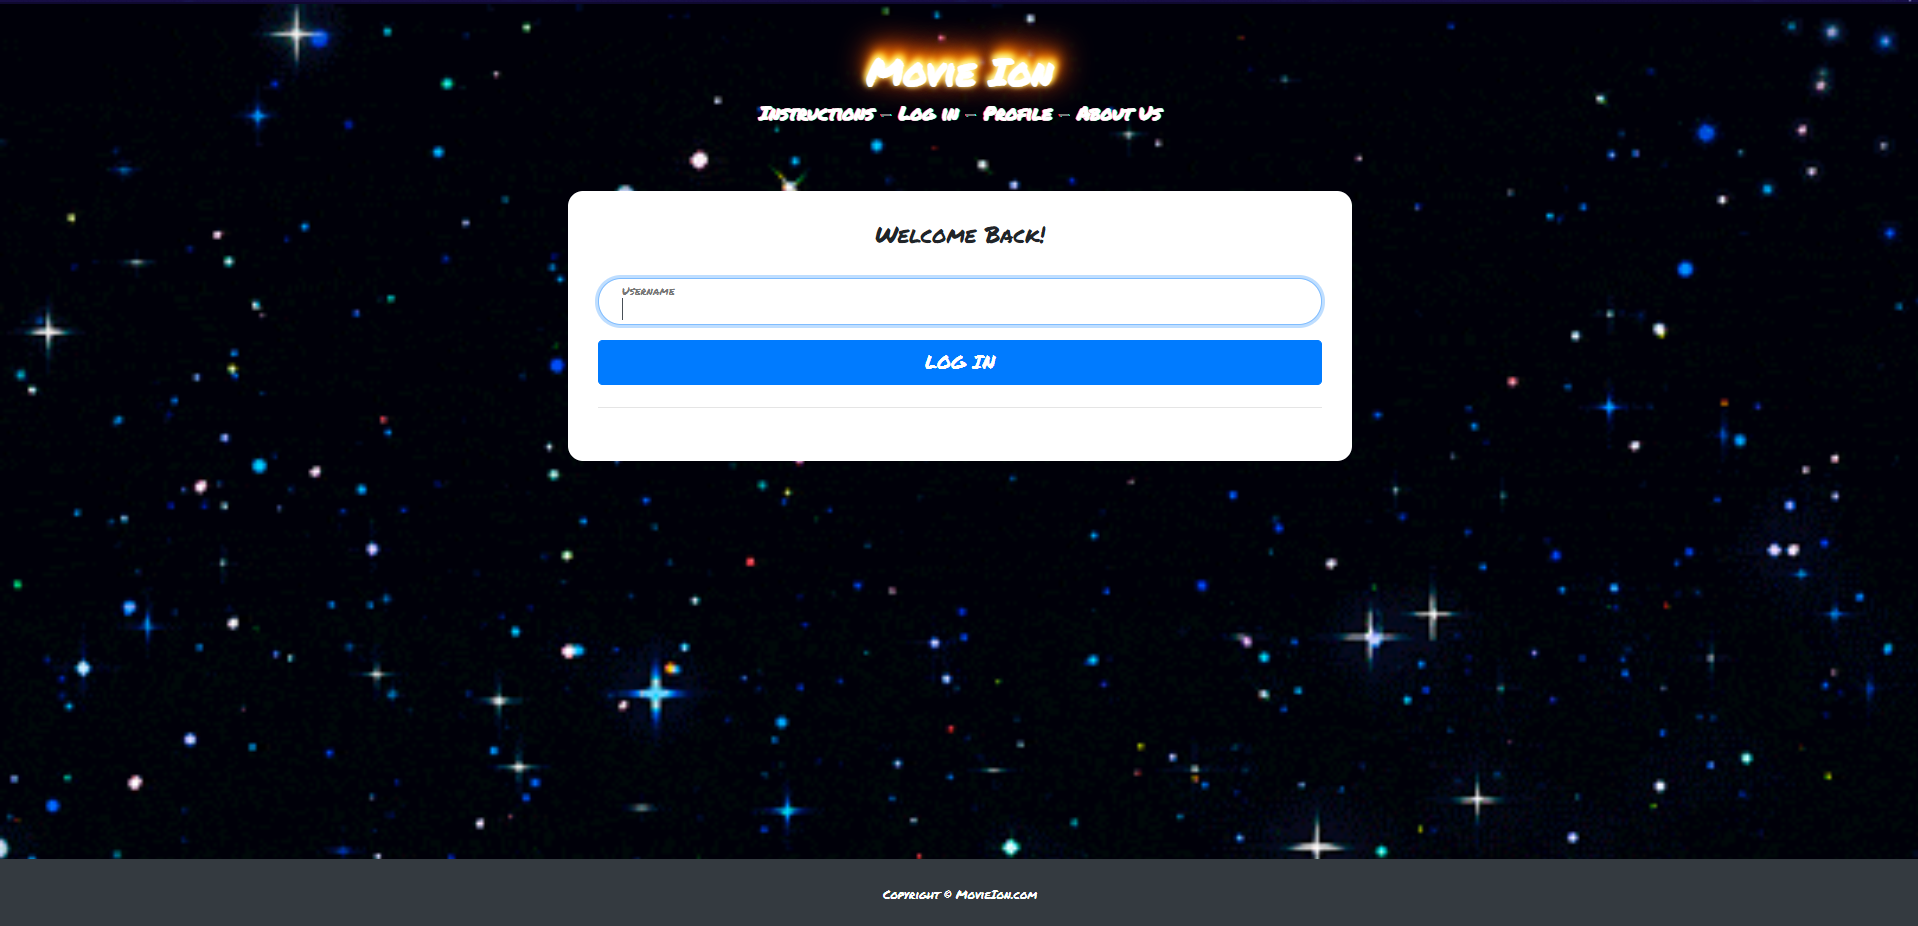 Movie Ion
Instructions - Log in - Profile - About Us
Welcome Back!
Username
LOG IN
Copyright © MovieIon.com